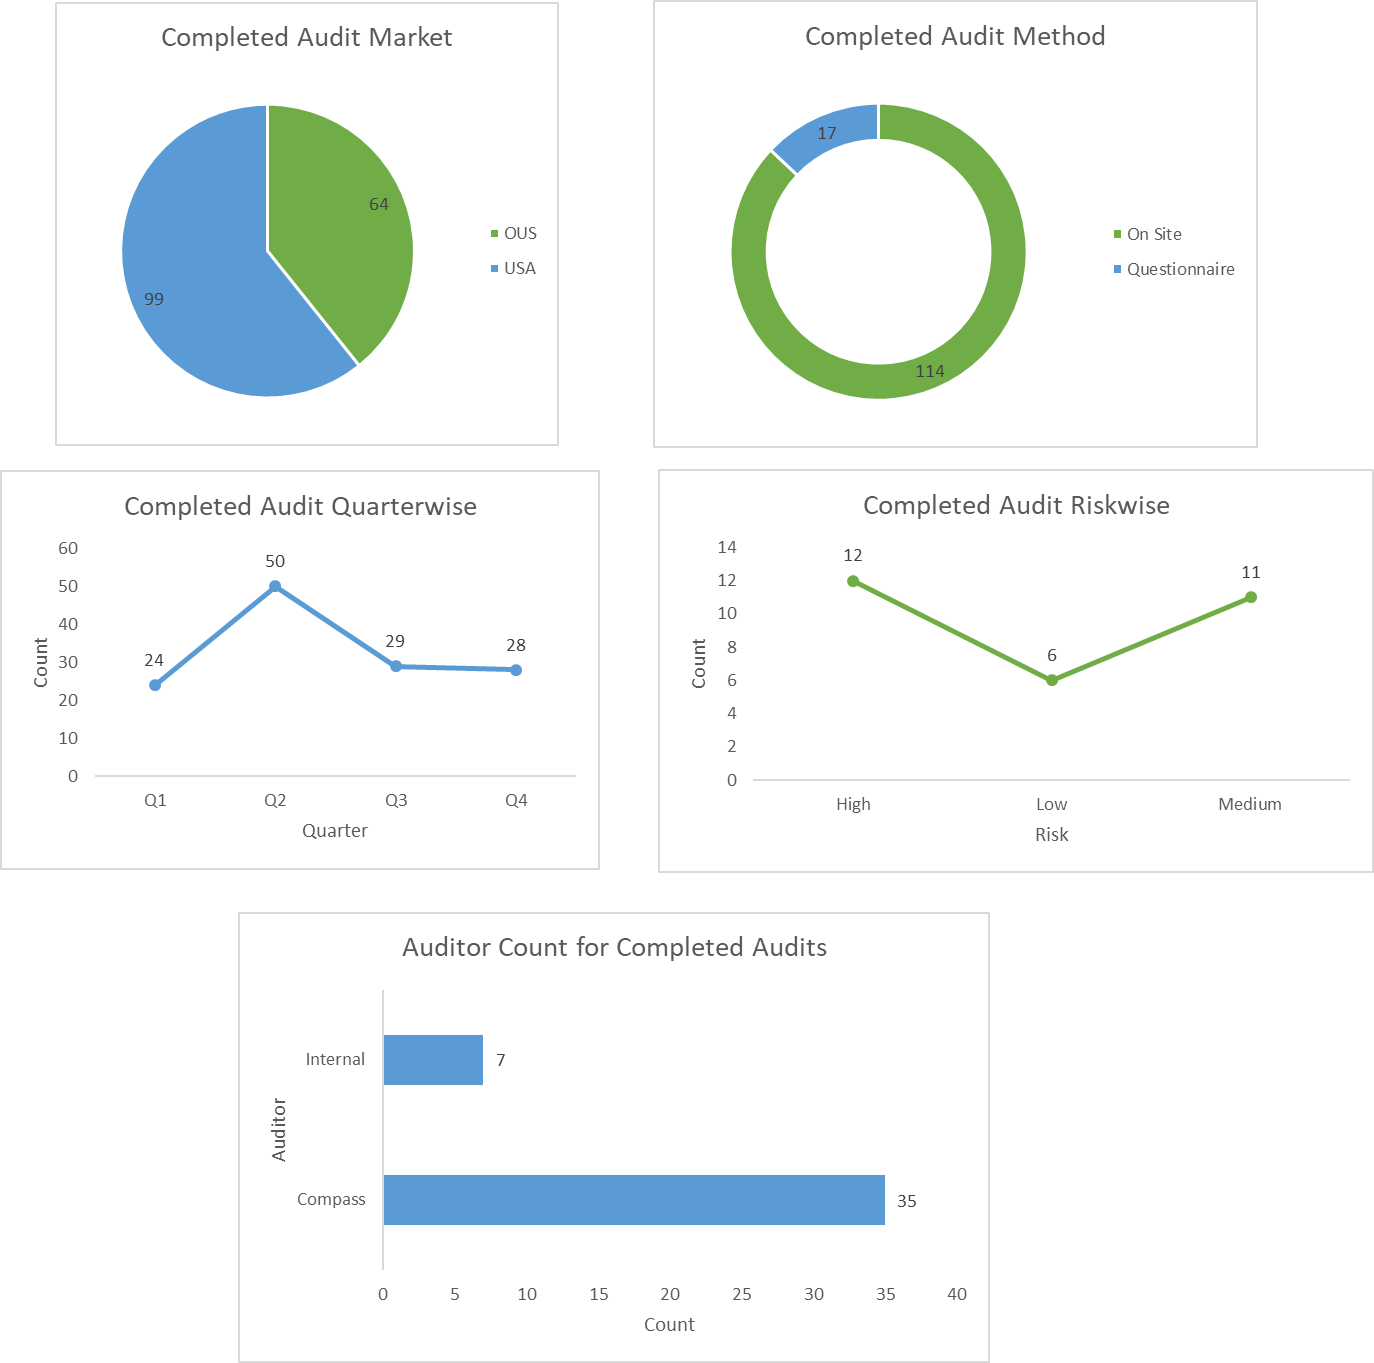 Completed Audit Market
64
99
OUS
USA
Completed Audit Method
17
114
On Site
Questionnaire
Completed Audit Quarterwise
60
50
40
30
20
10
0
Count
24
50
29
28
Q1
Q2
Q3
Q4
Quarter
Completed Audit Riskwise
14
12
10
8
6
4
2
0
Count
12
6
11
High
Low
Medium
Risk
Auditor Count for Completed Audits
Auditor
Internal
7
Compass
35
0 5 10 15 20 25 30 35 40
Count